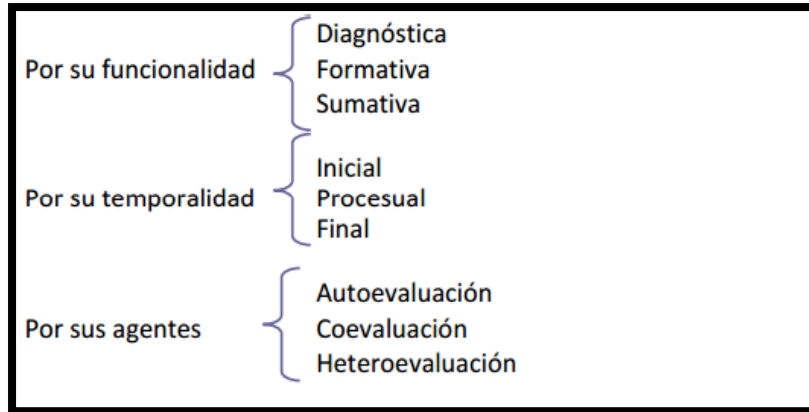 Diagnóstica
Por su funcionalidad
Formativa
Sumativa
Inicial
Por su temporalidad
Procesual
Final
Autoevaluación
Por sus agentes
Coevaluación
Heteroevaluación